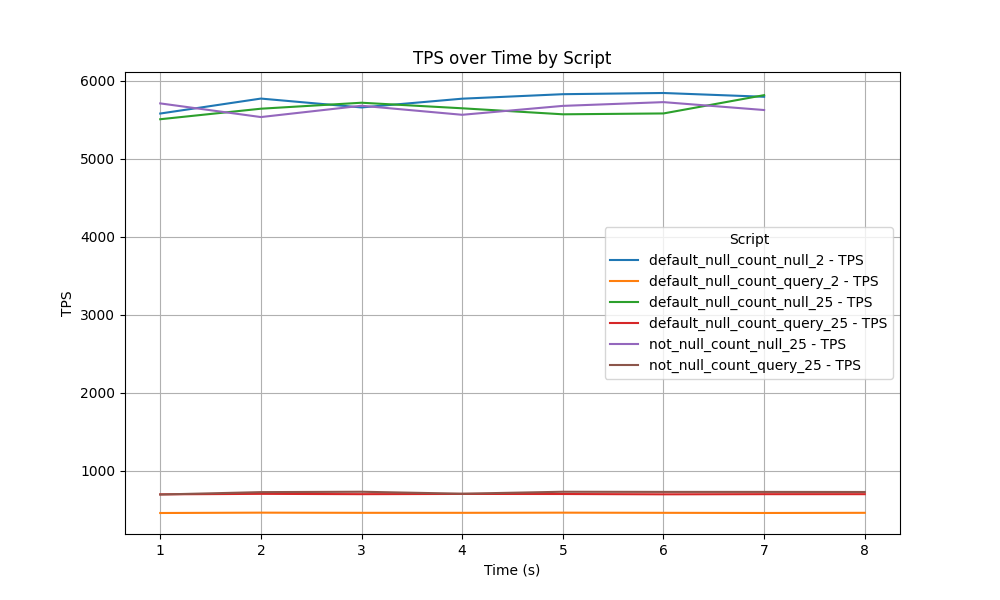 TPS over Time by Script
6000
5000
4000
3000
2000
1000
TPS
Script
default_null_count_null_2 - TPS
default_null_count_query_2 - TPS
default_null_count_null_25 - TPS
default_null_count_query_25 - TPS
not_null_count_null_25 - TPS
not_null_count_query_25 - TPS
1 2 3 4 5 6 7 8
Time (s)